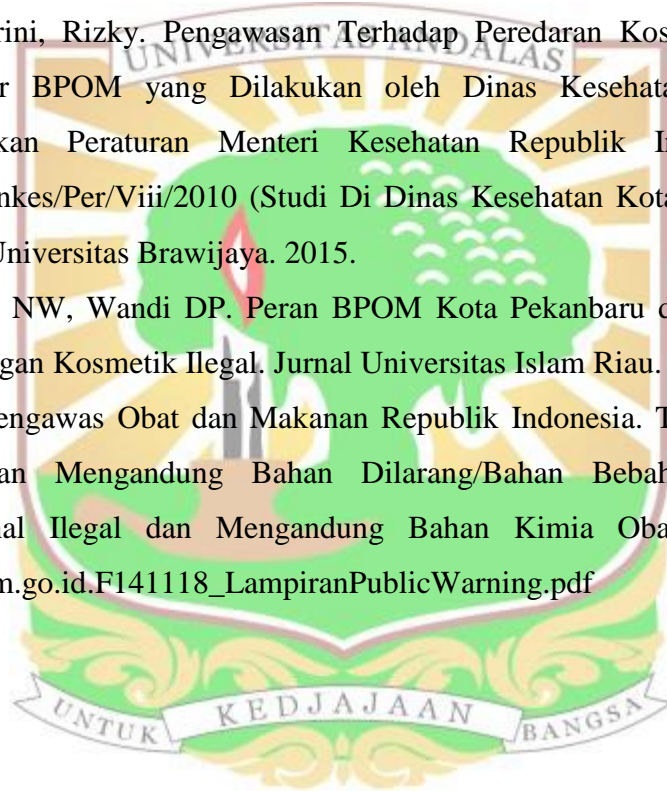 UNIVERSITAS ANDALAS
rini, Rizky. Pengawasan Terhadap Peredaran Kos
r BPOM yang Dilakukan oleh Dinas Kesehata
kan Peraturan Menteri Kesehatan Republik I
nkes/Per/Viii/2010 (Studi Di Dinas Kesehatan Kota
Universitas Brawijaya. 2015.
NW, Wandi DP. Peran BPOM Kota Pekanbaru d
gan Kosmetik Ilegal. Jurnal Universitas Islam Riau.
engawas Obat dan Makanan Republik Indonesia. T
an Mengandung Bahan Dilarang/Bahan Bebah
nal Ilegal dan Mengandung Bahan Kimia Oba
m.go.id.F141118_LampiranPublicWarning.pdf
UNTUK KEDJAJAAN BANGSA